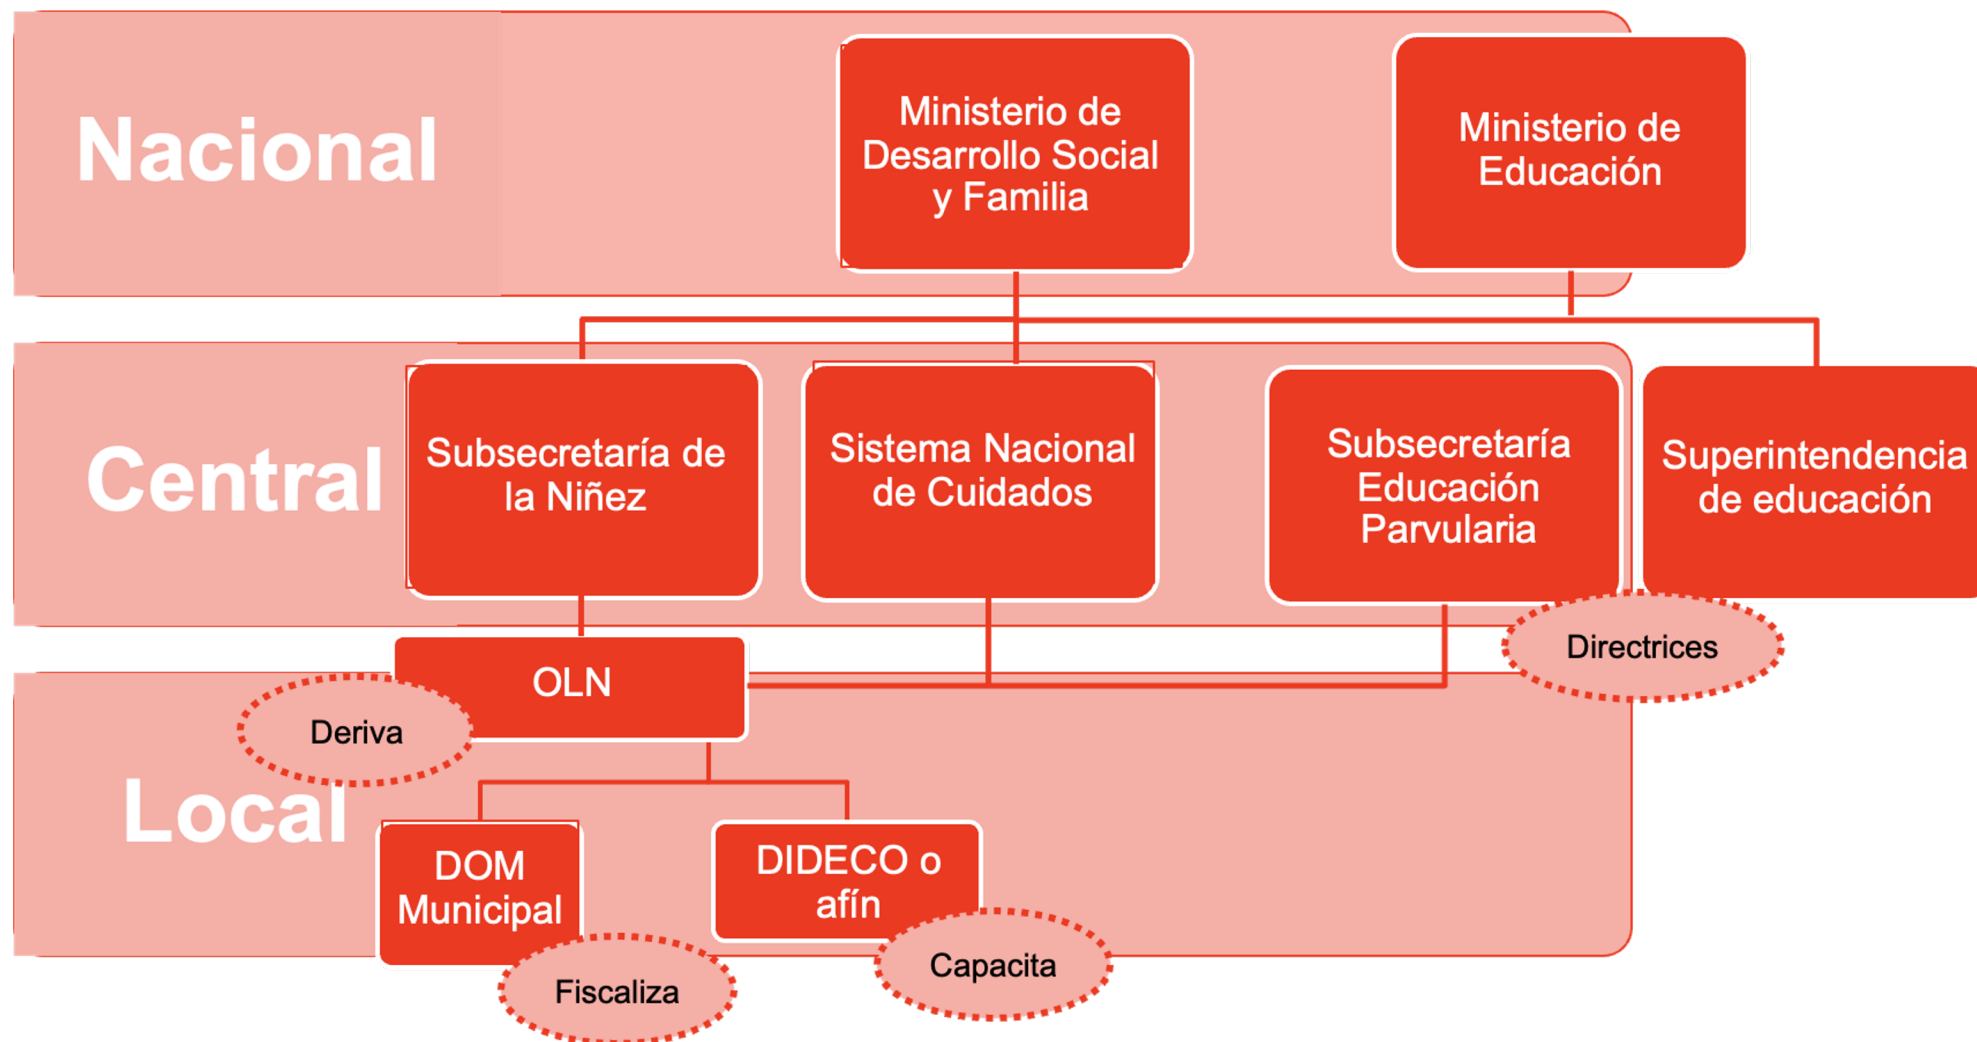 Nacional
Ministerio de
Desarrollo Social
y Familia
Ministerio de
Educación
Central
Subsecretaría de
la Niñez
Sistema Nacional
de Cuidados
Subsecretaría
Educación
Parvularia
Superintendencia
de educación
Directrices
OLN
Deriva
Local
DOM
Municipal
DIDECO o
afín
Fiscaliza
Capacita